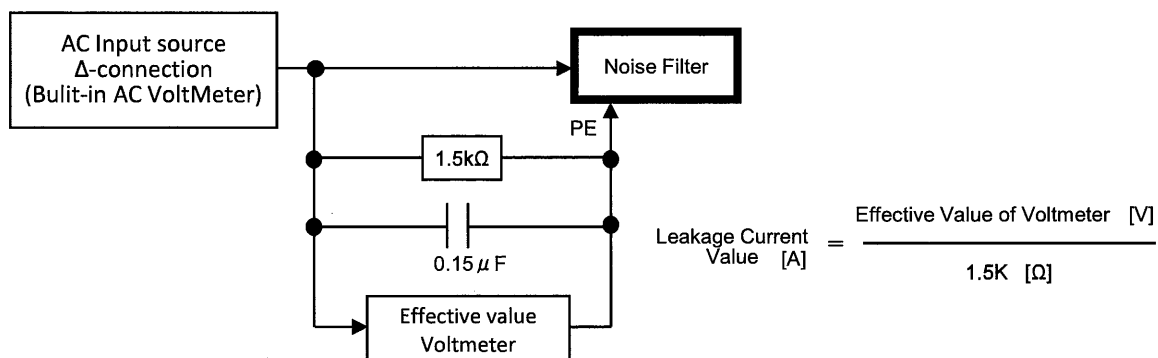 AC Input source
Δ-connection
(Bulit-in AC VoltMeter)
Noise Filter
PE
1.5kΩ
0.15μF
Effective value
Voltmeter
Leakage Current
Value [A]
=
Effective Value of Voltmeter [V]
1.5K [Ω]